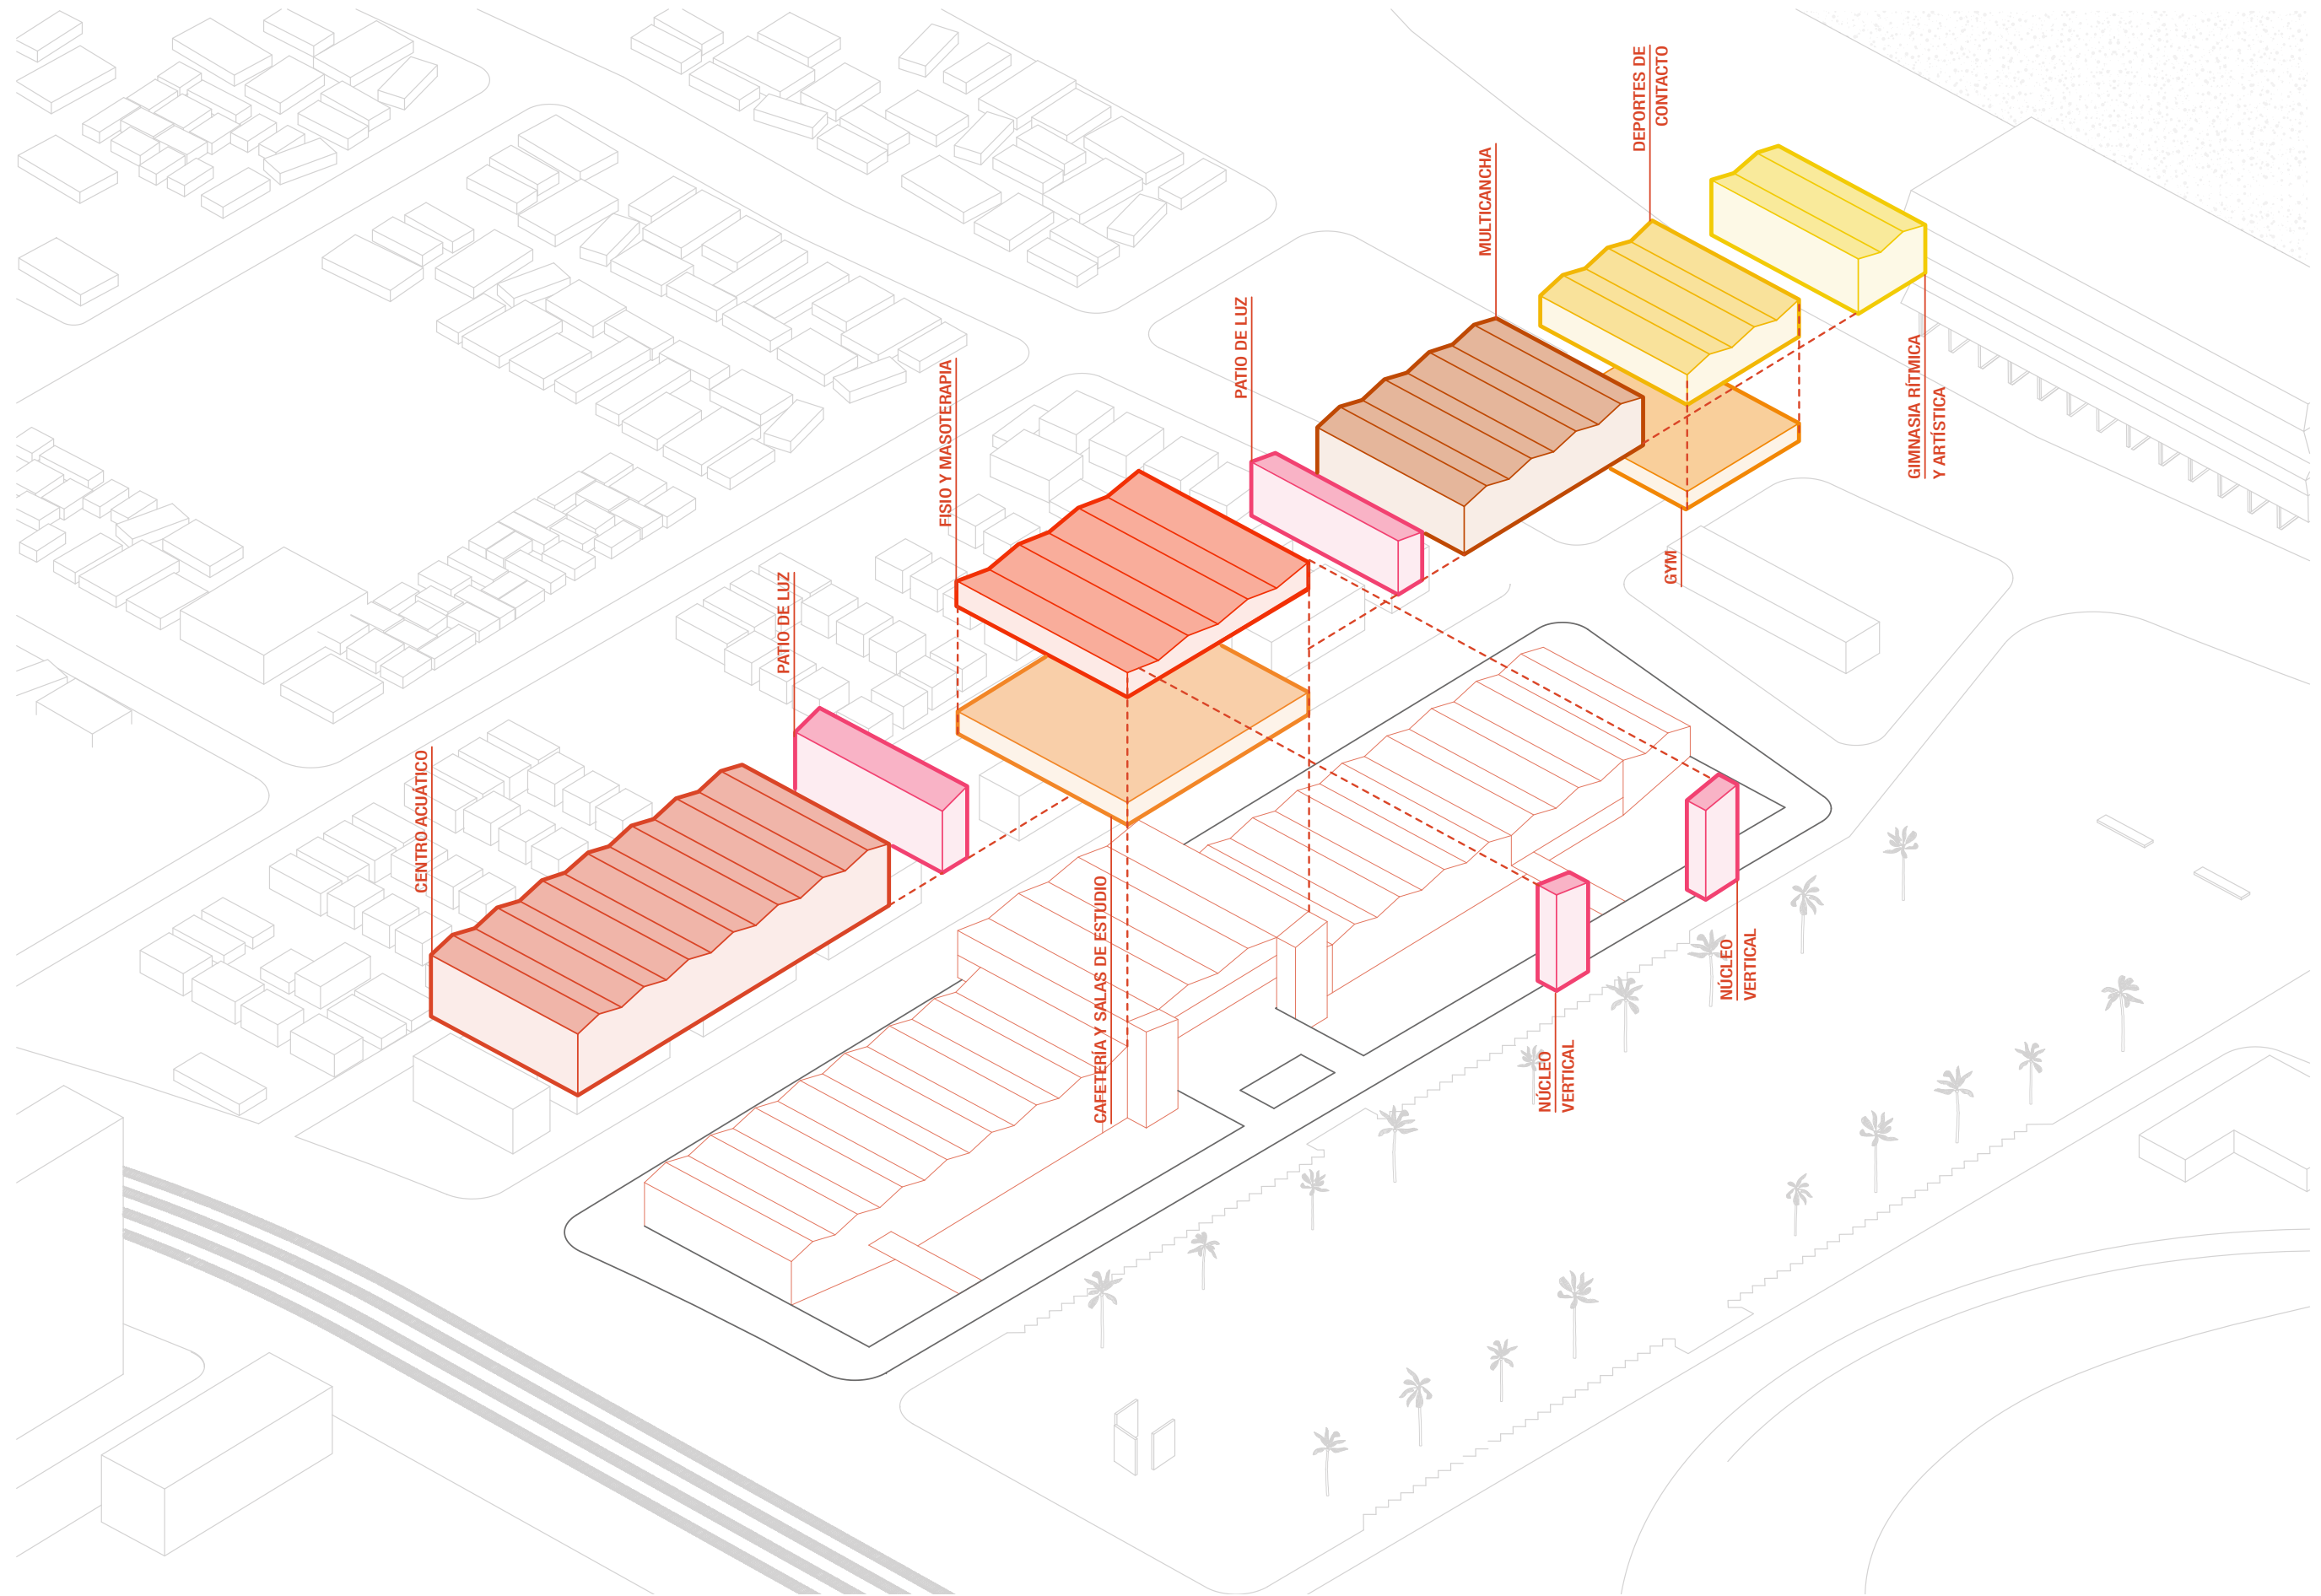 DEPORTES DE
CONTACTO
MULTICANCHA
PATIO DE LUZ
GIMNASIA RÍTMICA
Y ARTÍSTICA
FISIO Y MASOTERAPIA
GYM
PATIO DE LUZ
CENTRO ACUÁTICO
CAFETERÍA Y SALAS DE ESTUDIO
NÚCLEO
VERTICAL
NÚCLEO
VERTICAL